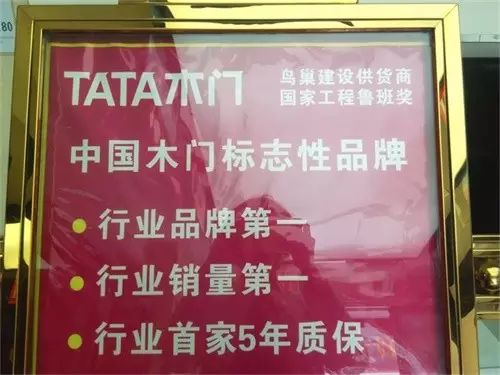 TATA木门
鸟巢建设供货商
国家工程鲁班奖
中国木门标志性品牌
行业品牌第一
行业销量第一
行业首家5年质保
80